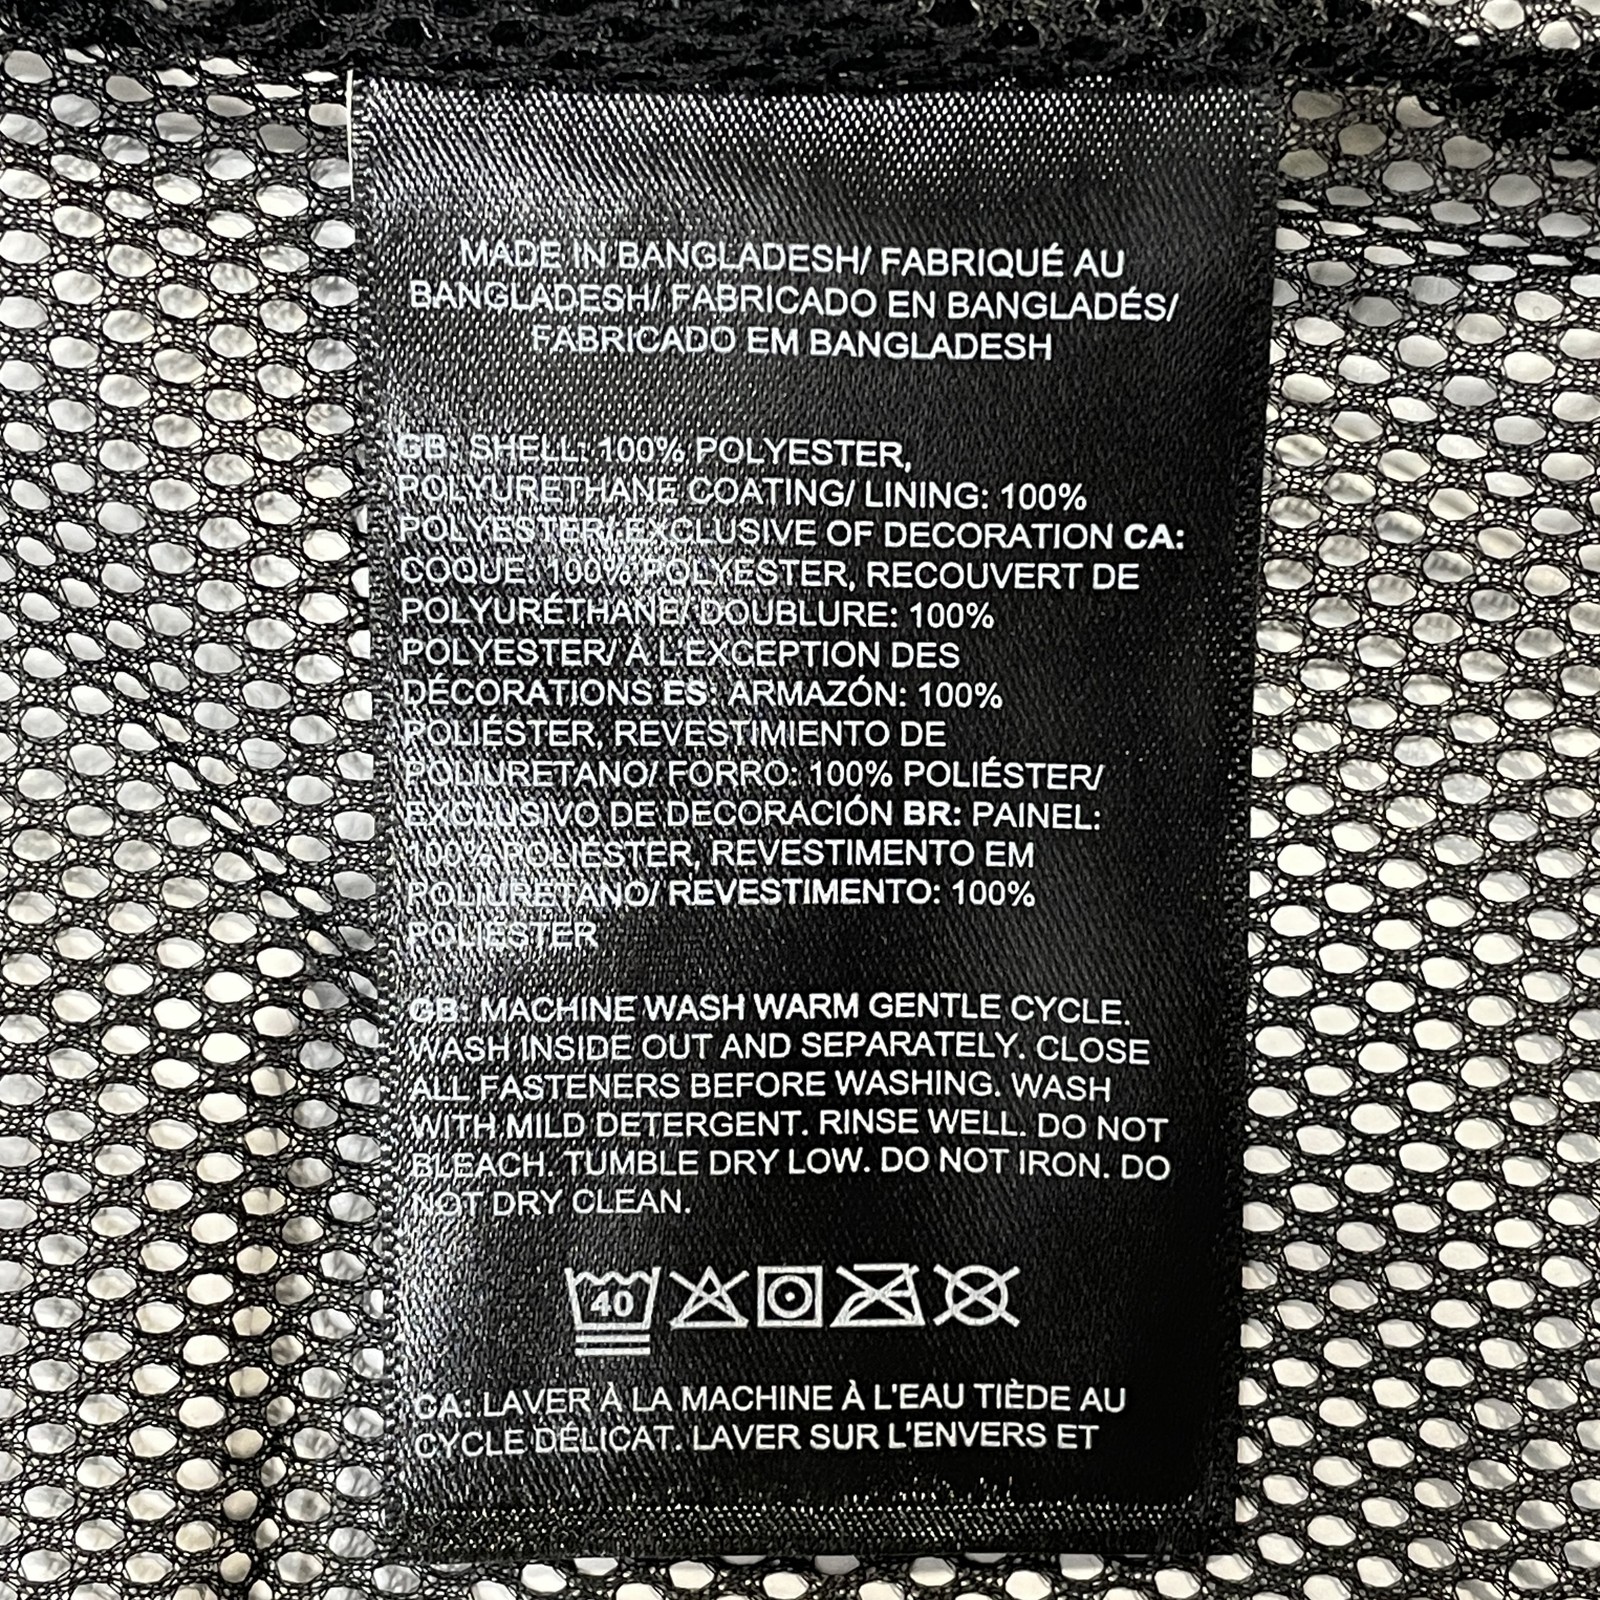 MADE IN BANGLADESH/ FABRIQUÉ AU
BANGLADESH/ FABRICADO EN BANGLADÉS/
FABRICADO EM BANGLADESH
GB: SHELL: 100% POLYESTER,
POLYURETHANE COATING/ LINING: 100%
POLYESTER/ EXCLUSIVE OF DECORATION CA:
COQUE: 100% POLYESTER, RECOUVERT DE
POLYURÉTHANE/ DOUBLURE: 100%
POLYESTER/ À L'EXCEPTION DES
DÉCORATIONS ES: ARMAZÓN: 100%
POLIÉSTER, REVESTIMIENTO DE
POLIURETANO/ FORRO: 100% POLIÉSTER/
EXCLUSIVO DE DECORACIÓN BR: PAINEL:
100% POLIÉSTER, REVESTIMENTO EM
POLIURETANO/ REVESTIMENTO: 100%
POLIÉSTER
GB: MACHINE WASH WARM GENTLE CYCLE.
WASH INSIDE OUT AND SEPARATELY. CLOSE
ALL FASTENERS BEFORE WASHING. WASH
WITH MILD DETERGENT. RINSE WELL. DO NOT
BLEACH. TUMBLE DRY LOW. DO NOT IRON. DO
NOT DRY CLEAN.
40
CA: LAVER À LA MACHINE À L'EAU TIÈDE AU
CYCLE DÉLICAT. LAVER SUR L'ENVERS ET